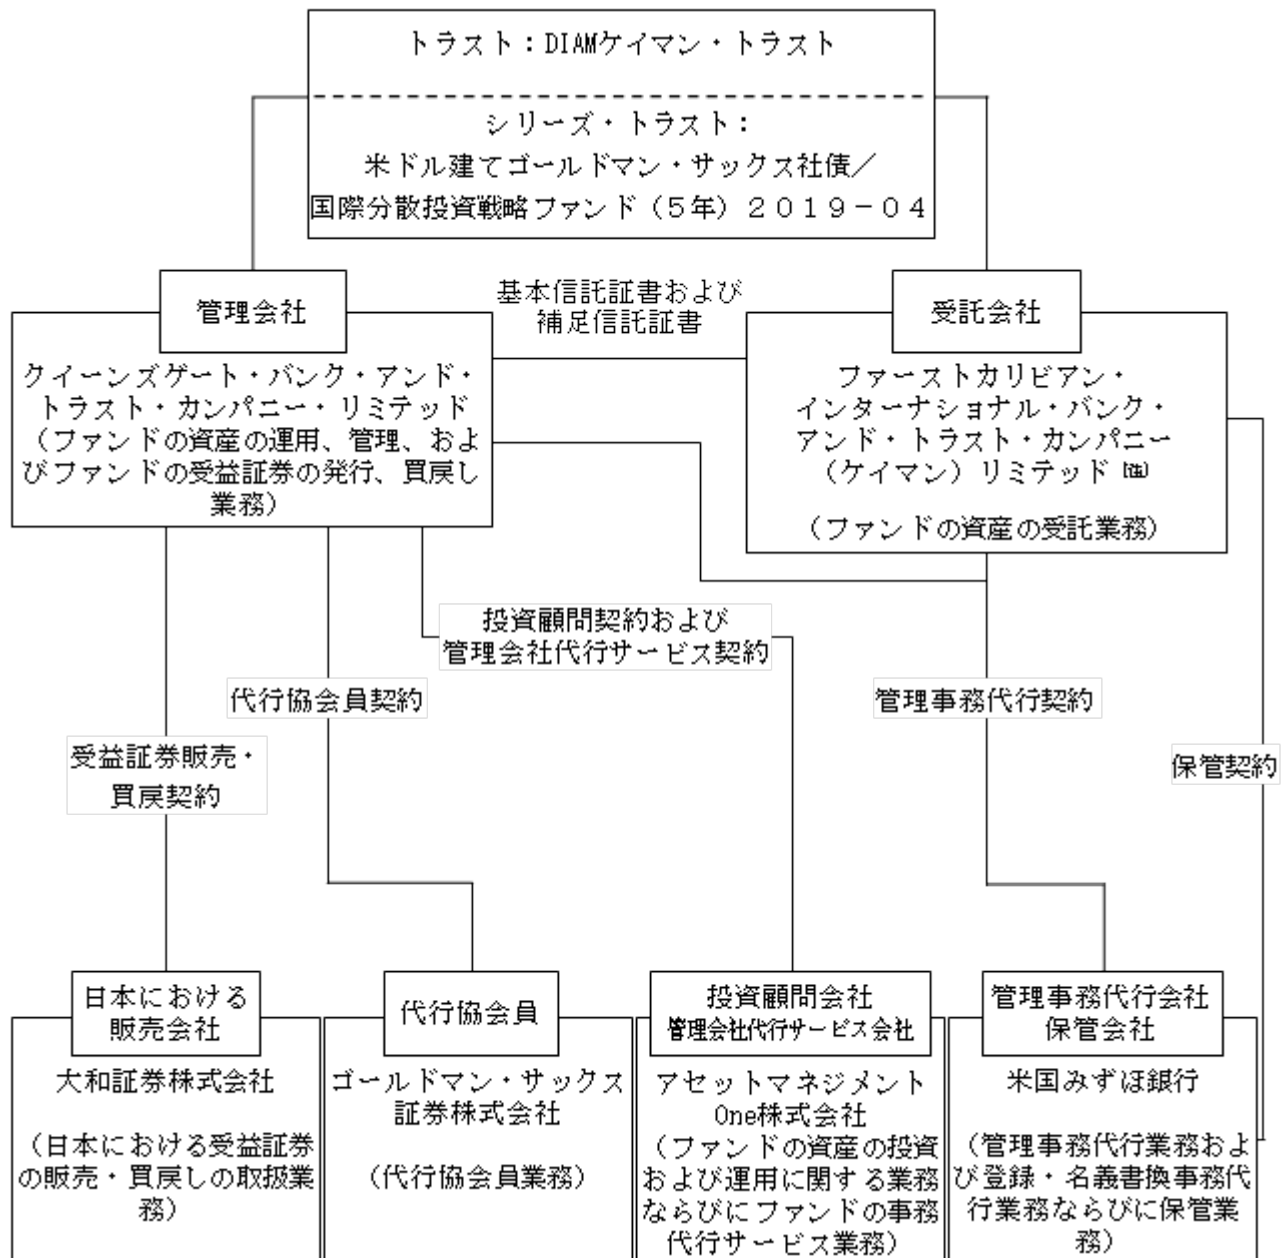 トラスト：DIAMケイマン・トラスト
シリーズ・トラスト：
米ドル建てゴールドマン・サックス社債／
国際分散投資戦略ファンド（5年）２０１９－０４
管理会社
基本信託証書および
補足信託証書
受託会社
クイーンズゲート・バンク・アンド・
トラスト・カンパニー・リミテッド
（ファンドの資産の運用、管理、およ
びファンドの受益証券の発行、買戻し
業務）
ファーストカリビアン・
インターナショナル・バンク・
アンド・トラスト・カンパニー
（ケイマン）リミテッド
（ファンドの資産の受託業務）
投資顧問契約および
管理会社代行サービス契約
代行協会員契約
管理事務代行契約
受益証券販売・
買戻契約
保管契約
日本における
販売会社
大和証券株式会社
（日本における受益証券
の販売・買戻しの取扱業
務）
代行協会員
ゴールドマン・サックス
証券株式会社
（代行協会員業務）
投資顧問会社
管理会社代行サービス会社
アセットマネジメント
One株式会社
（ファンドの資産の投資
および運用に関する業務
ならびにファンドの事務
代行サービス業務）
管理事務代行会社
保管会社
米国みずほ銀行
（管理事務代行業務およ
び登録・名義書換事務代
行業務ならびに保管業
務）